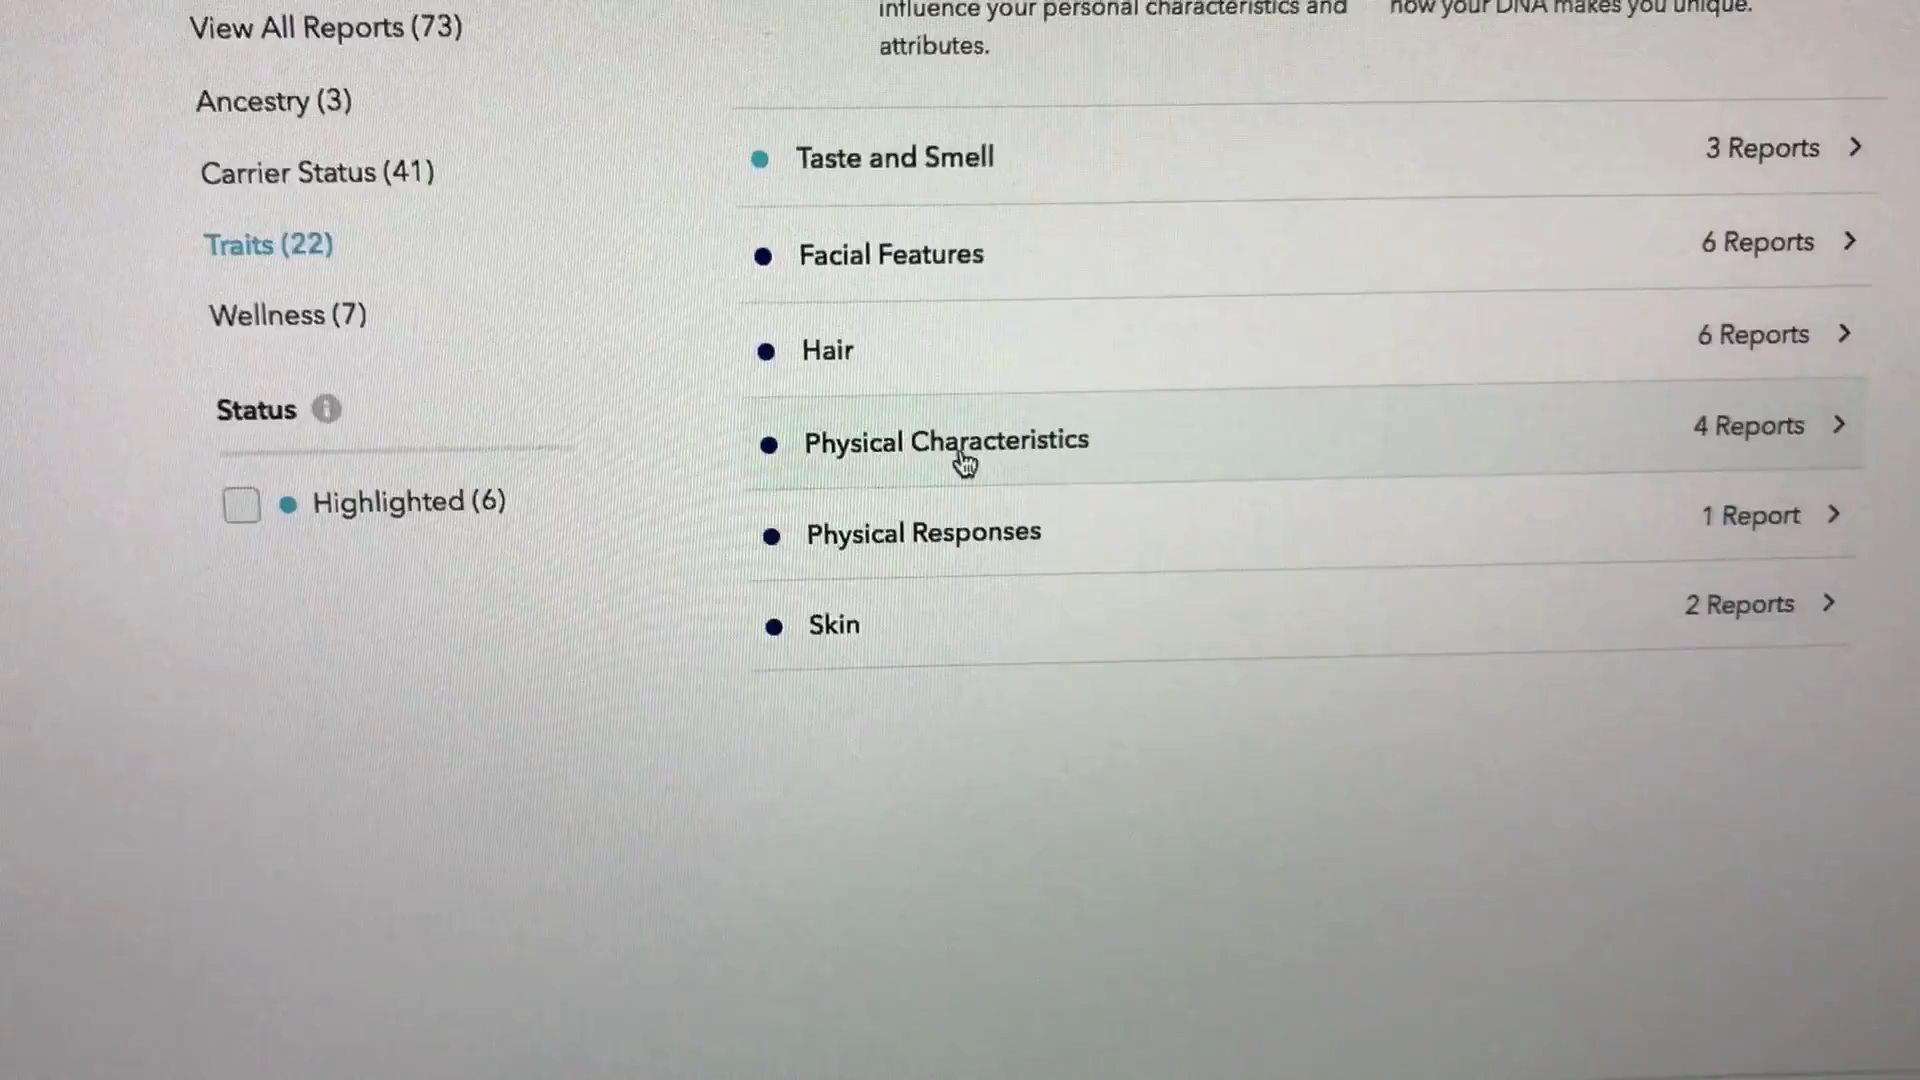 View All Reports (73)
Ancestry (3)
Carrier Status (41)
Traits (22)
Wellness (7)
Status
Highlighted (6)
influence your personal characteristics and
attributes.
how your DNA makes you unique.
Taste and Smell 3 Reports
Facial Features 6 Reports
Hair 6 Reports
Physical Characteristics 4 Reports
Physical Responses 1 Report
Skin 2 Reports